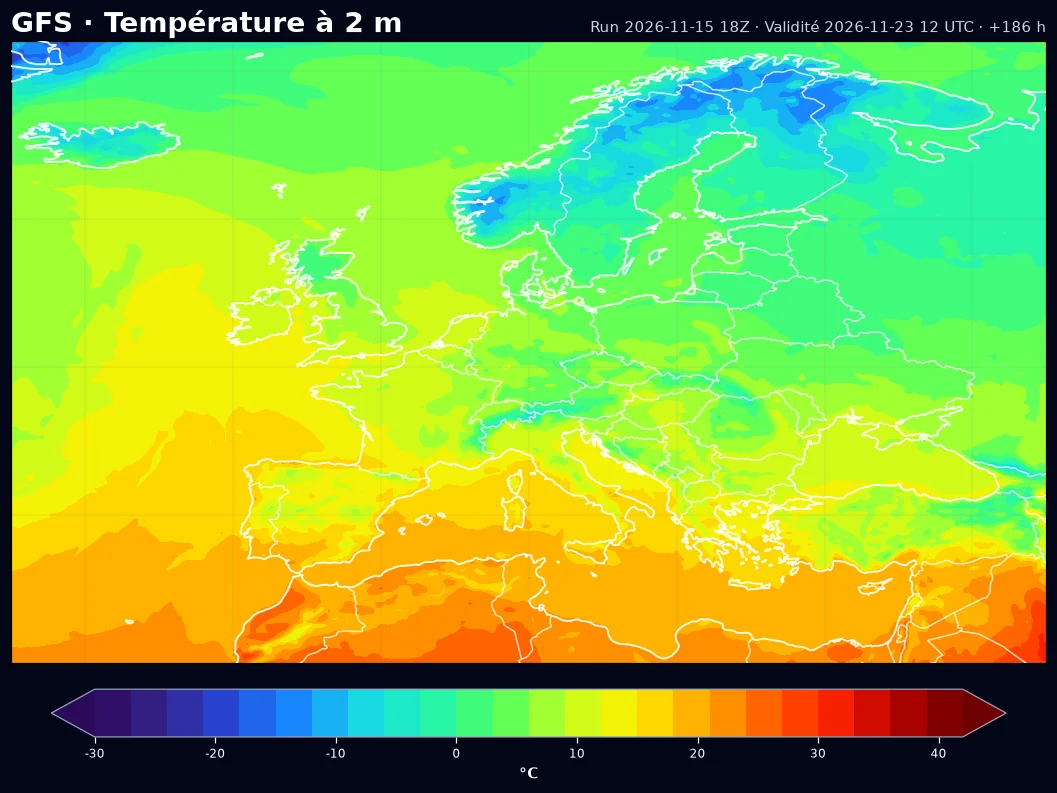 GFS · Température à 2 m
Run 2026-11-15 18Z · Validité 2026-11-23 12 UTC · +186 h
-30 -20 -10 0 10 20 30 40
°C